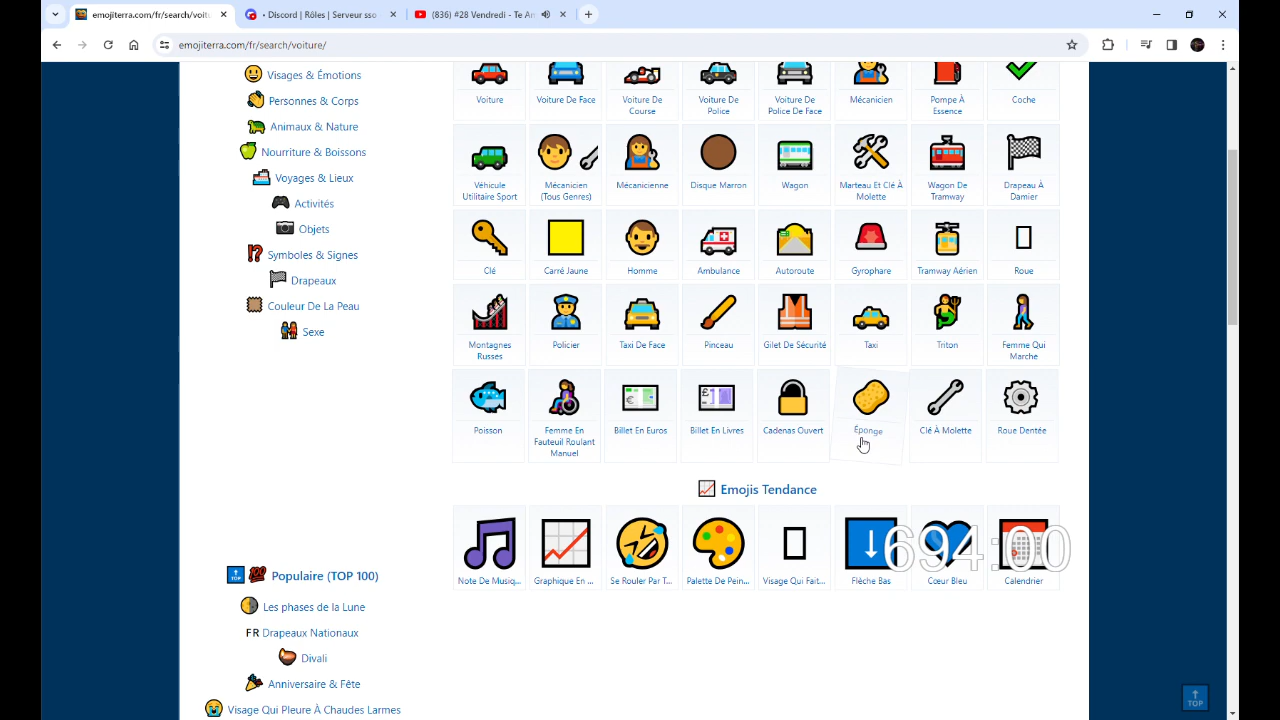 emojiterra.com/fr/search/voitu
• Discord | Rôles | Serveur sso
(836) #28 Vendredi - Te An
emojiterra.com/fr/search/voiture/
Visages & Émotions
Personnes & Corps
Animaux & Nature
Nourriture & Boissons
Voyages & Lieux
Activités
Objets
Symboles & Signes
Drapeaux
Couleur De La Peau
Sexe
Voiture
Voiture De Face
Voiture De Course
Voiture De Police
Voiture De Police De Face
Mécanicien
Pompe À Essence
Coche
Véhicule Utilitaire Sport
Mécanicien (Tous Genres)
Mécanicienne
Disque Marron
Wagon
Marteau Et Clé À Molette
Wagon De Tramway
Drapeau À Damier
Clé
Carré Jaune
Homme
Ambulance
Autoroute
Gyrophare
Tramway Aérien
Roue
Montagnes Russes
Policier
Taxi De Face
Pinceau
Gilet De Sécurité
Taxi
Triton
Femme Qui Marche
Poisson
Femme En Fauteuil Roulant Manuel
Billet En Euros
Billet En Livres
Cadenas Ouvert
Éponge
Clé À Molette
Roue Dentée
Emojis Tendance
Note De Musiq...
Graphique En ...
Se Rouler Par T...
Palette De Pein...
Visage Qui Fait...
Flèche Bas
Cœur Bleu
Calendrier
694:00
TOP
100
Populaire (TOP 100)
Les phases de la Lune
FR Drapeaux Nationaux
Divali
Anniversaire & Fête
Visage Qui Pleure À Chaudes Larmes
TOP